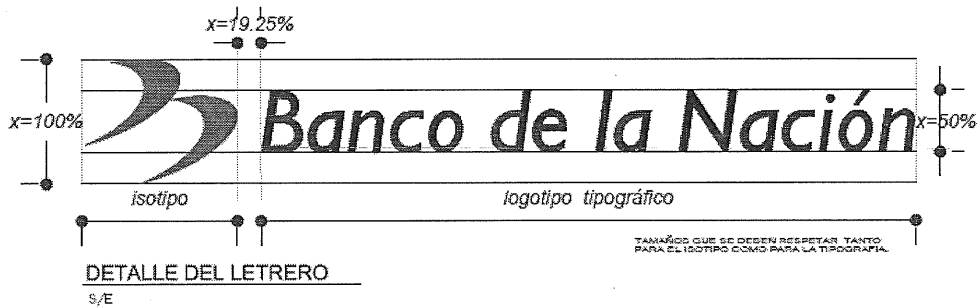 x=19.25%
x=100%
Banco de la Nación
x=50%
isotipo
logotipo tipográfico
TAMAÑOS QUE SE DEBEN RESPETAR TANTO
PARA EL ISOTIPO COMO PARA LA TIPOGRAFIA.
DETALLE DEL LETRERO
S/E